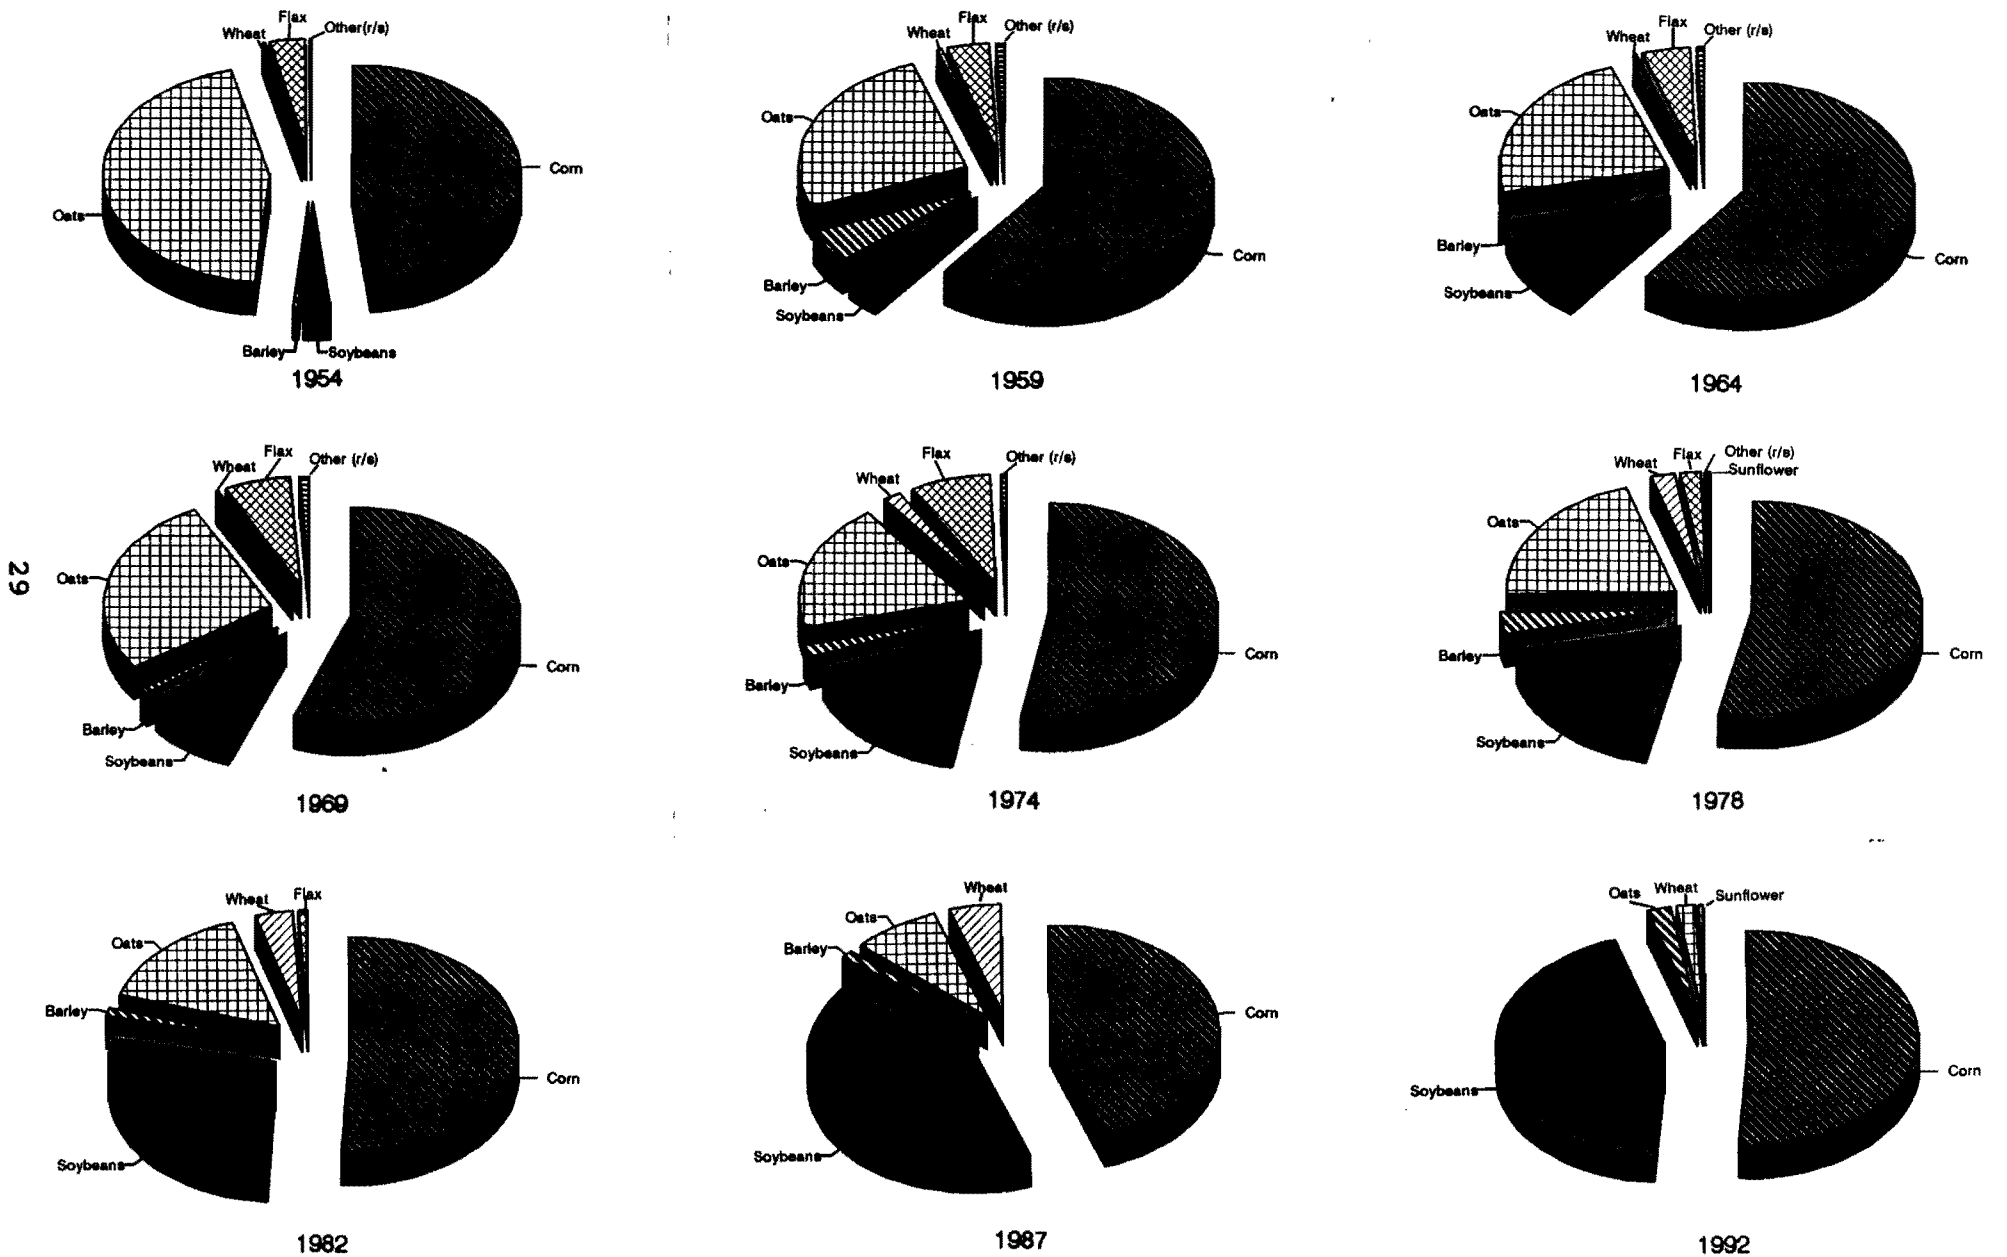 Flax
Wheat
Other(r/s)
Corn
Oats
Barley
Soybeans
1954
Flax
Wheat
Other (r/s)
Oats
Corn
Barley
Soybeans
1959
Flax
Wheat
Other (r/s)
Oats
Barley
Corn
Soybeans
1964
29
Flax
Wheat
Other (r/s)
Oats
Corn
Barley
Soybeans
1969
Flax
Other (r/s)
Wheat
Oats
Corn
Barley
Soybeans
1974
Flax
Other (r/s)
Wheat
Sunflower
Oats
Barley
Corn
Soybeans
1978
Wheat
Flax
Oats
Barley
Corn
Soybeans
1982
Wheat
Oats
Barley
Corn
Soybeans
1987
Oats
Wheat
Sunflower
Corn
Soybeans
1992